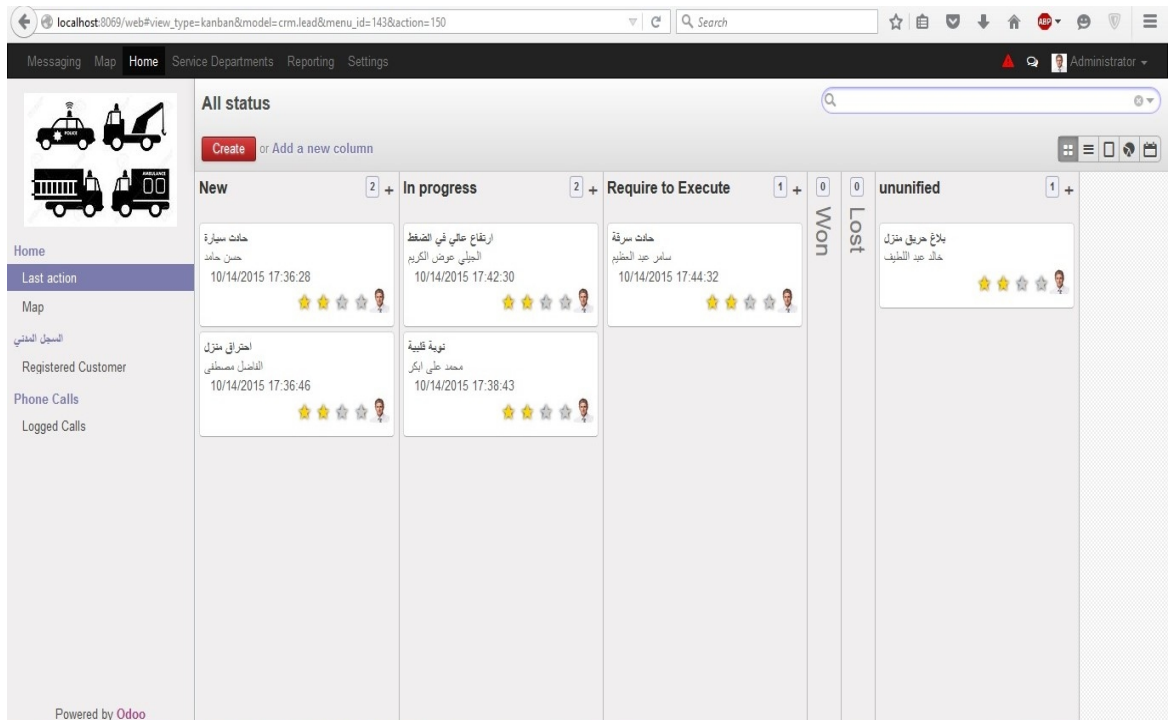 localhost:8069/web#view_type=kanban&model=crm.lead&menu_id=143&action=150
Search
ABP
Messaging Map Home Service Departments Reporting Settings
Administrator
POLICE
AMBULANCE
Home
Last action
Map
السجل المدني
Registered Customer
Phone Calls
Logged Calls
Powered by Odoo
All status
Create or Add a new column
New 2 +
حادث سيارة
حسن حامد
10/14/2015 17:36:28
احتراق منزل
الفاضل مصطفى
10/14/2015 17:36:46
In progress 2 +
ارتفاع عالي في الضغط
الجيلي عوض الكريم
10/14/2015 17:42:30
نوبة قلبية
محمد على ابكر
10/14/2015 17:38:43
Require to Execute 1 +
حادث سرقة
سامر عبد العظيم
10/14/2015 17:44:32
0
Won
0
Lost
ununified 1 +
بلاغ حريق منزل
خالد عبد اللطيف